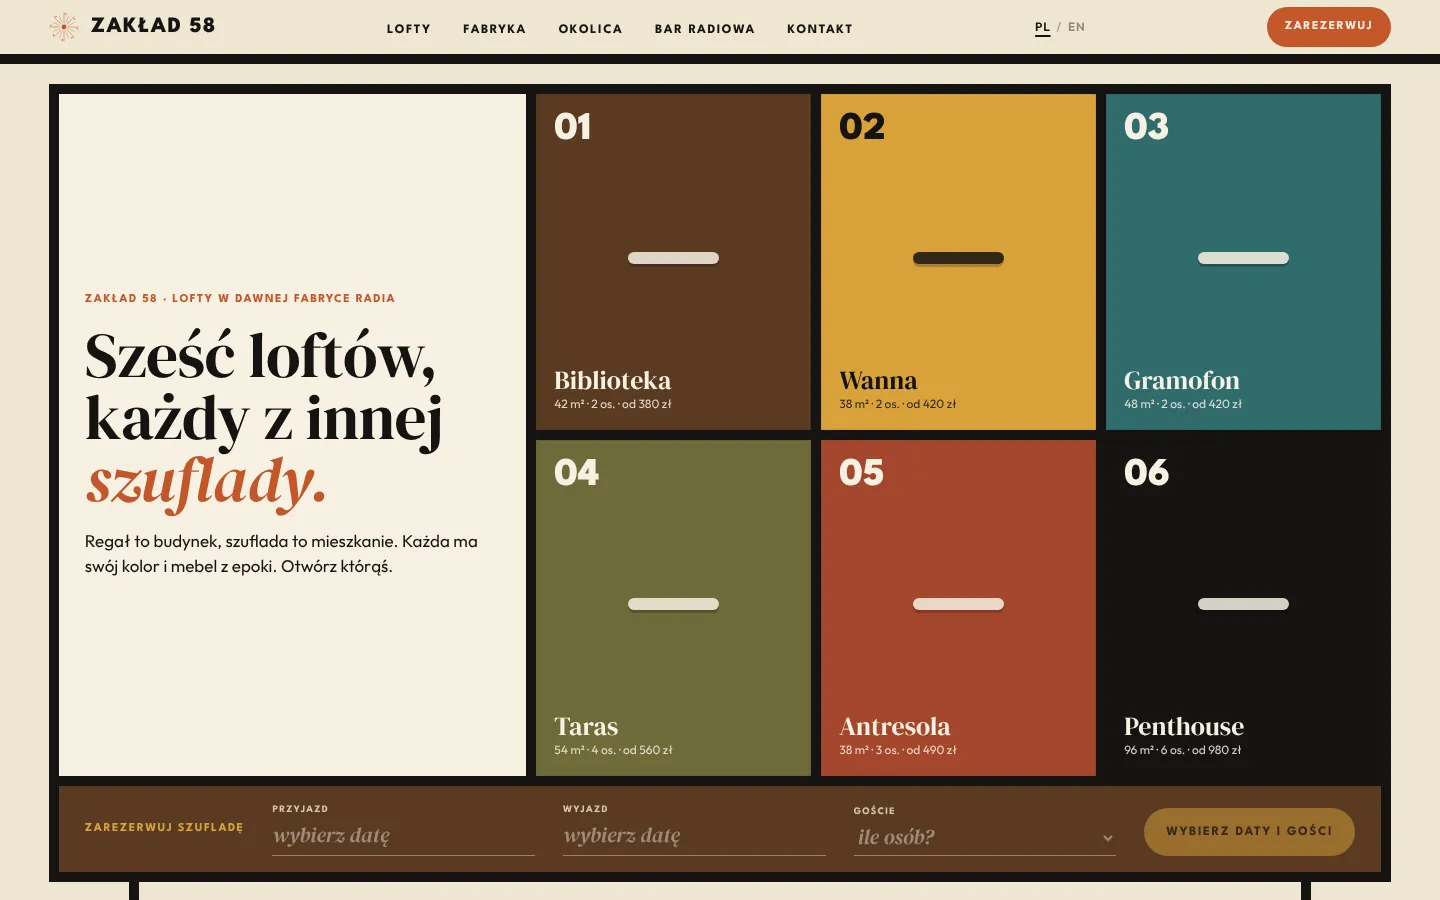 ZAKŁAD 58
LOFTY FABRYKA OKOLICA BAR RADIOWA KONTAKT
PL / EN
ZAREZERWUJ
ZAKŁAD 58 · LOFTY W DAWNEJ FABRYCE RADIA
Sześć loftów,
każdy z innej
szuflady.
Regał to budynek, szuflada to mieszkanie. Każda ma
swój kolor i mebel z epoki. Otwórz którąś.
01
Biblioteka
42 m² · 2 os. · od 380 zł
02
Wanna
38 m² · 2 os. · od 420 zł
03
Gramofon
48 m² · 2 os. · od 420 zł
04
Taras
54 m² · 4 os. · od 560 zł
05
Antresola
38 m² · 3 os. · od 490 zł
06
Penthouse
96 m² · 6 os. · od 980 zł
ZAREZERWUJ SZUFLADĘ
PRZYJAZD
wybierz datę
WYJAZD
wybierz datę
GOŚCIE
ile osób?
WYBIERZ DATY I GOŚCI